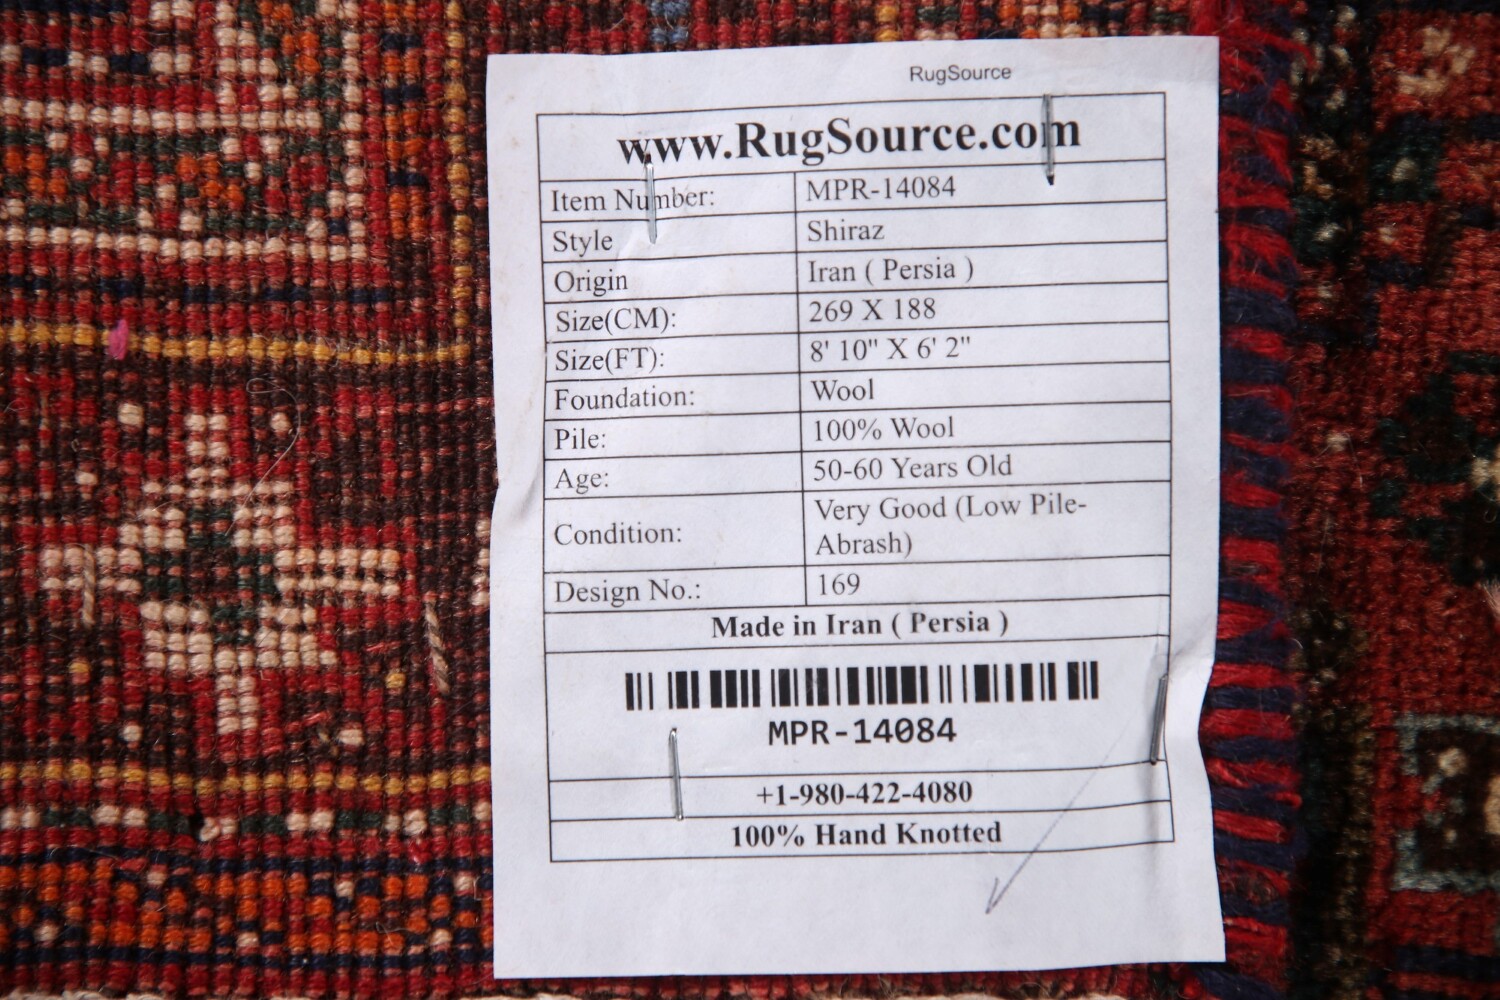 RugSource
www.RugSource.com
Item Number: MPR-14084
Style Shiraz
Origin Iran ( Persia )
Size(CM): 269 X 188
Size(FT): 8' 10" X 6' 2"
Foundation: Wool
Pile: 100% Wool
Age: 50-60 Years Old
Condition: Very Good (Low Pile-
Abrash)
Design No.: 169
Made in Iran ( Persia )
MPR-14084
+1-980-422-4080
100% Hand Knotted